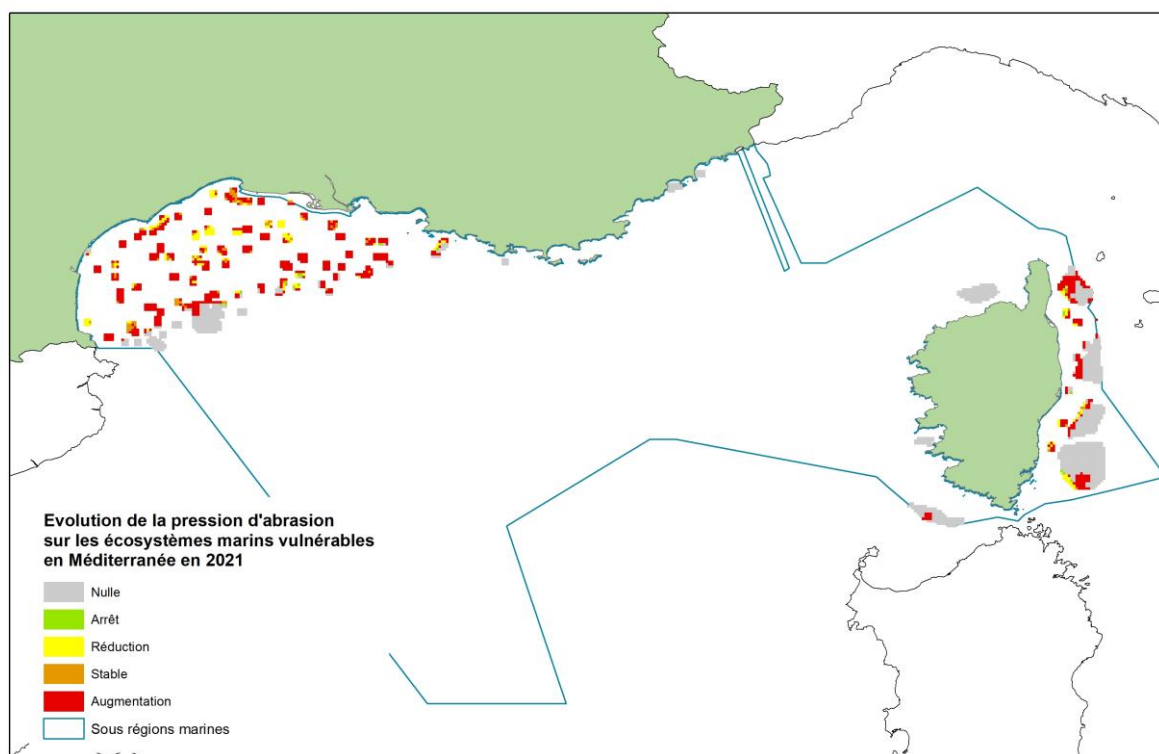 Evolution de la pression d'abrasion
sur les écosystèmes marins vulnérables
en Méditerranée en 2021
Nulle
Arrêt
Réduction
Stable
Augmentation
Sous régions marines